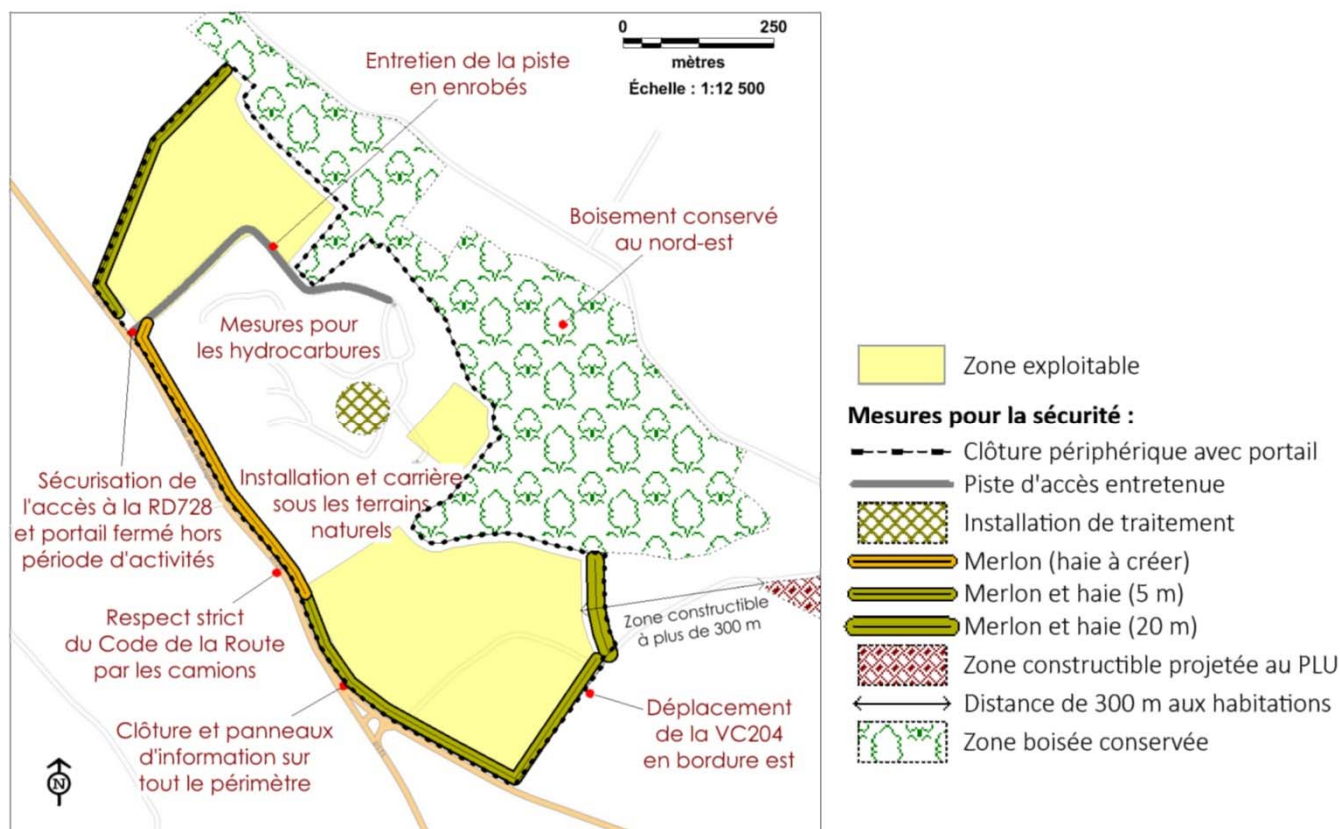 0 250
mètres
Échelle : 1:12 500
Entretien de la piste
en enrobés
Boisement conservé
au nord-est
Mesures pour
les hydrocarbures
Sécurisation de
l'accès à la RD728
et portail fermé hors
période d'activités
Installation et carrière
sous les terrains
naturels
Respect strict
du Code de la Route
par les camions
Zone constructible
à plus de 300 m
Clôture et panneaux
d'information sur
tout le périmètre
Déplacement
de la VC204
en bordure est
N
Zone exploitable
Mesures pour la sécurité :
Clôture périphérique avec portail
Piste d'accès entretenue
Installation de traitement
Merlon (haie à créer)
Merlon et haie (5 m)
Merlon et haie (20 m)
Zone constructible projetée au PLU
Distance de 300 m aux habitations
Zone boisée conservée